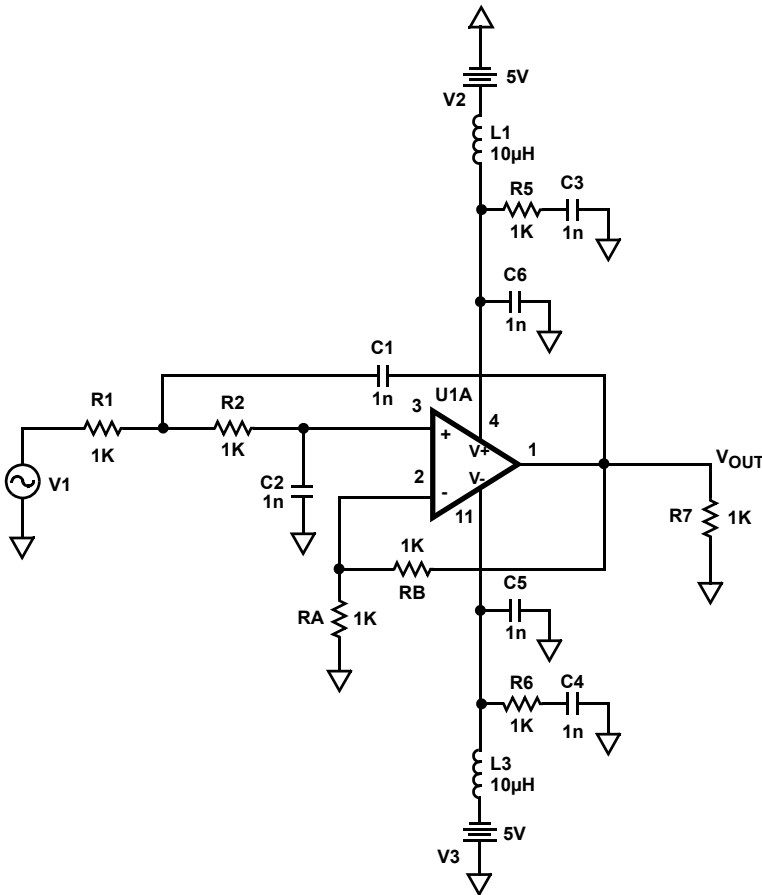 5V
V2
L1
10µH
R5
C3
1K
1n
C6
1n
C1
1n
U1A
R1
R2
3
4
1K
1K
+
V+
1
VOUT
V1
C2
1n
2
-
V-
11
R7
1K
1K
RB
RA
1K
C5
1n
R6
C4
1K
1n
L3
10µH
5V
V3